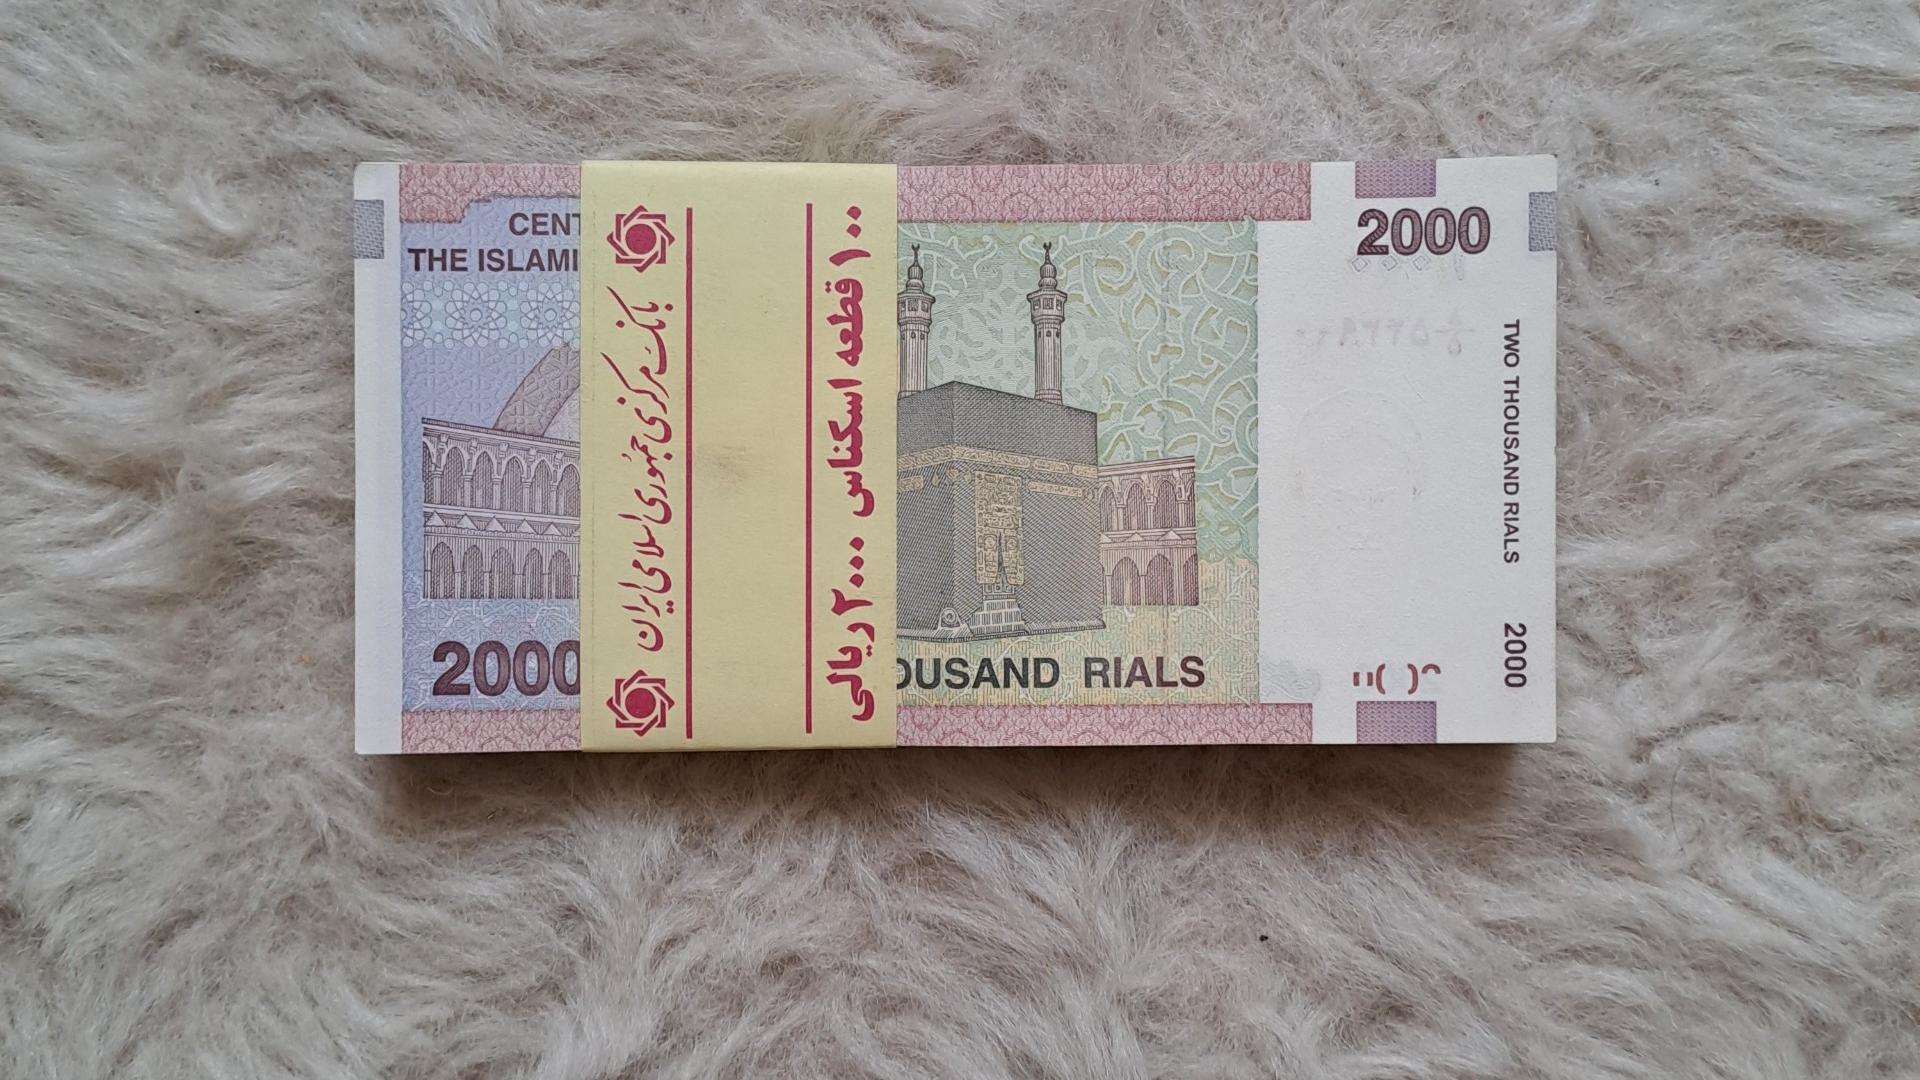 CENT
THE ISLAMI
2000
بانک مرکزی جمهوری اسلامی ایران
۱۰۰ قطعه اسکناس ۲۰۰۰ ریالی
OUSAND RIALS
2000
TWO THOUSAND RIALS
2000